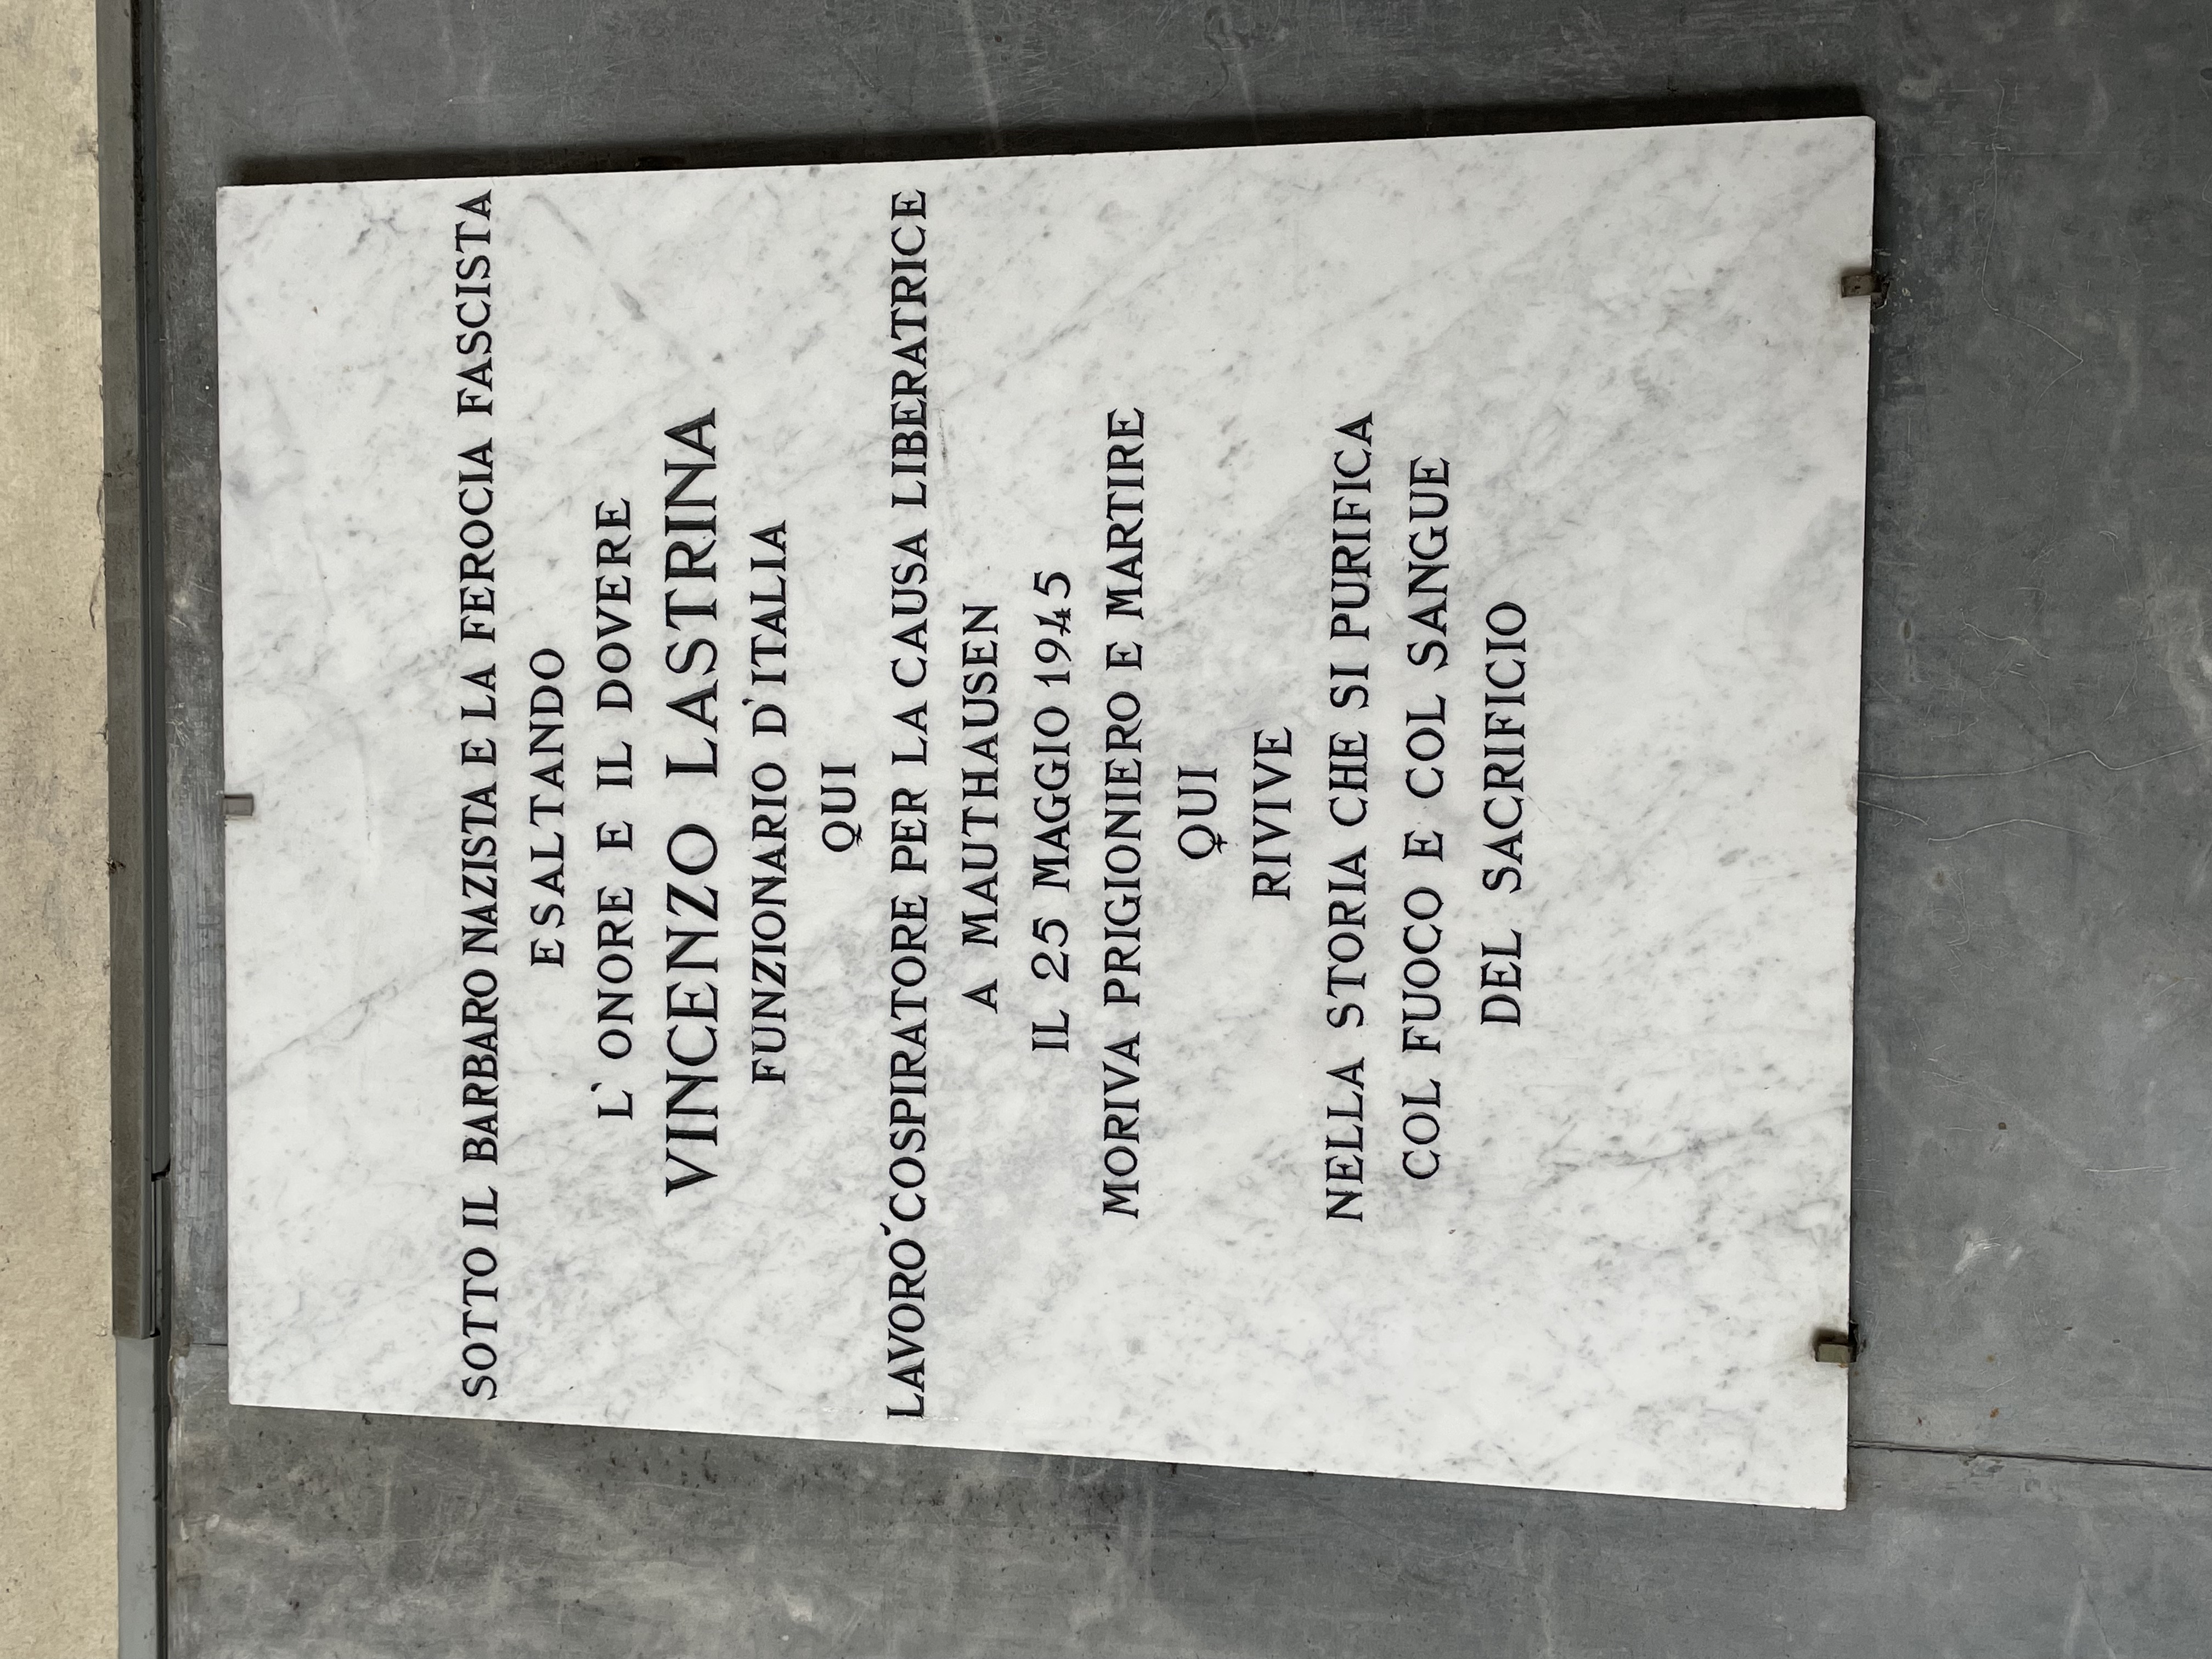 SOTTO IL BARBARO NAZISTA E LA FEROCIA FASCISTA
ESALTANDO
L'ONORE E IL DOVERE
VINCENZO LASTRINA
FUNZIONARIO D'ITALIA
QUI
LAVORÓ COSPIRATORE PER LA CAUSA LIBERATRICE
A MAUTHAUSEN
IL 25 MAGGIO 1945
MORIVA PRIGIONIERO E MARTIRE
QUI
RIVIVE
NELLA STORIA CHE SI PURIFICA
COL FUOCO E COL SANGUE
DEL SACRIFICIO